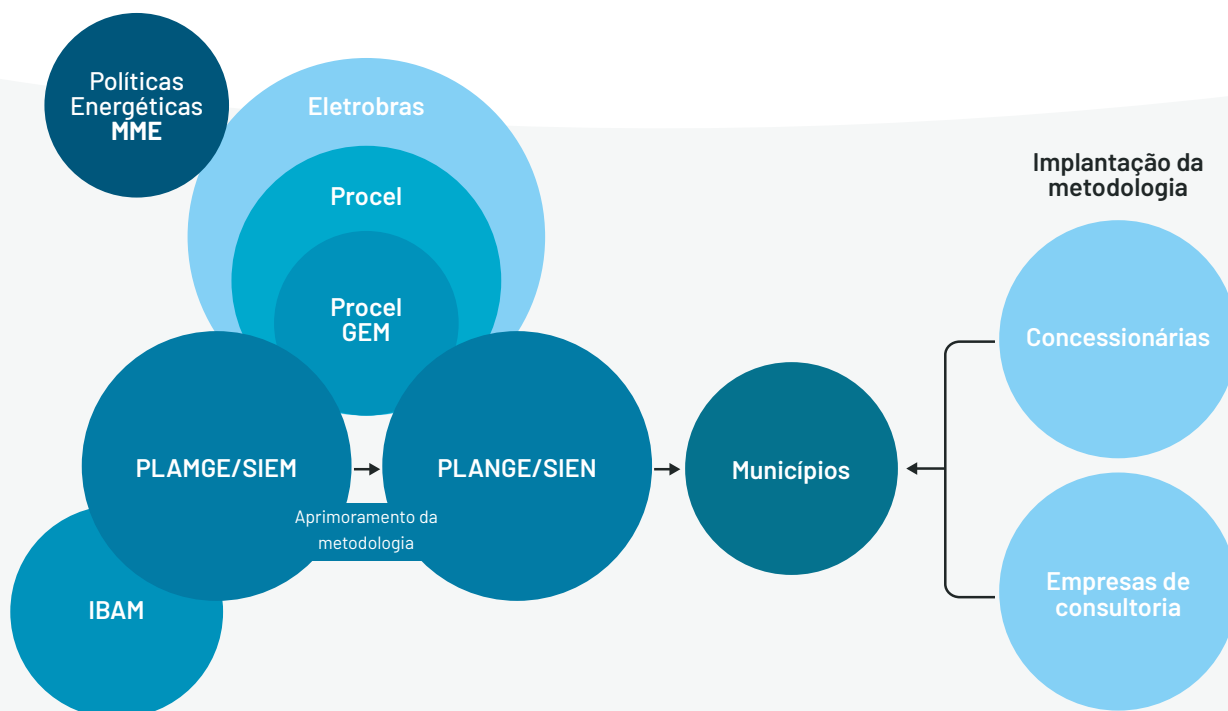 Políticas
Energéticas
MME
Eletrobras
Procel
Procel
GEM
PLAMGE/SIEM
PLANGE/SIEN
Aprimoramento da
metodologia
IBAM
Municípios
Implantação da
metodologia
Concessionárias
Empresas de
consultoria